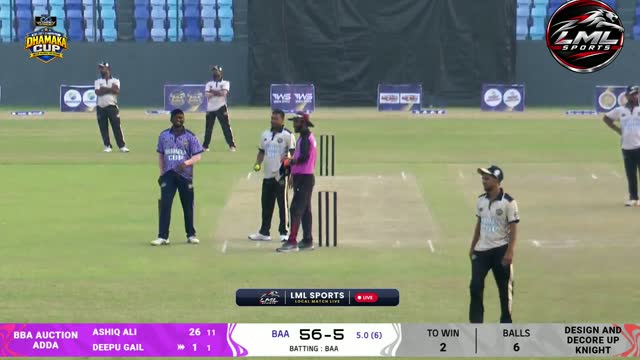 DHAMAKA
CUP
LML
SPORTS
WS
LML SPORTS
LOCAL MATCH LIVE
LIVE
BBA AUCTION
ADDA
ASHIQ ALI 26 11
DEEPU GAIL 1 1
BAA 56-5 5.0 (6)
BATTING : BAA
TO WIN
2
BALLS
6
DESIGN AND
DECORE UP
KNIGHT